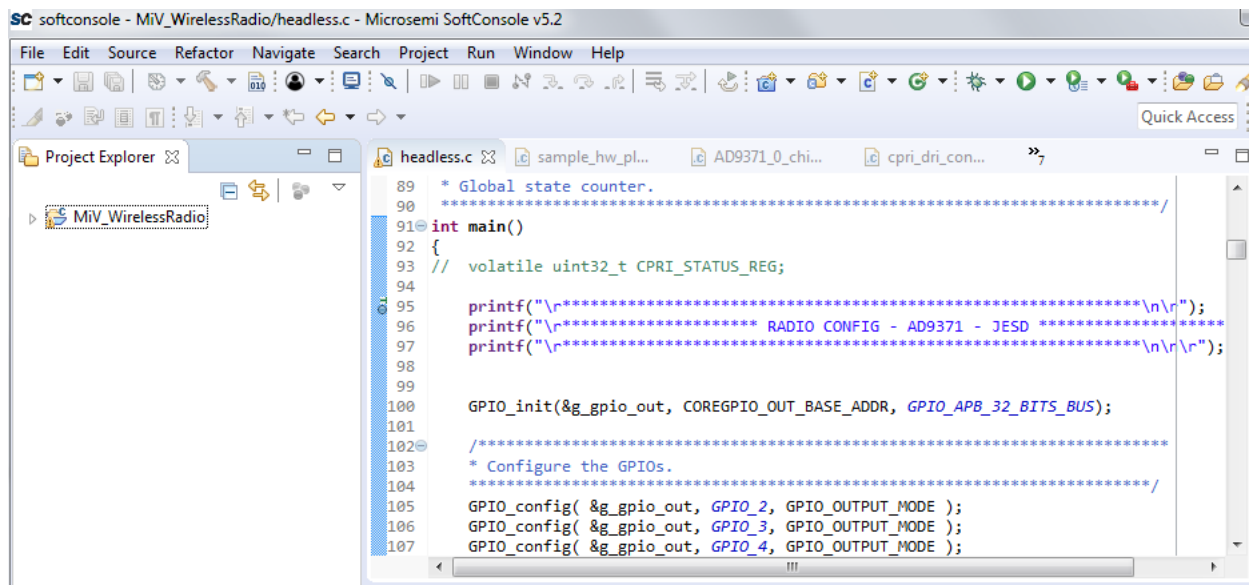 SC softconsole - MiV_WirelessRadio/headless.c - Microsemi SoftConsole v5.2
File Edit Source Refactor Navigate Search Project Run Window Help
Quick Access
Project Explorer
MiV_WirelessRadio
headless.c sample_hw_pl... AD9371_0_chi... cpri_dri_con... »7
89 * Global state counter.
90 *****************************************************************************/
91 int main()
92 {
93 // volatile uint32_t CPRI_STATUS_REG;
94
95 printf("\r**************************************************************\n\r");
96 printf("\r********************* RADIO CONFIG - AD9371 - JESD ********************
97 printf("\r**************************************************************\n\r\r");
98
99
100 GPIO_init(&g_gpio_out, COREGPIO_OUT_BASE_ADDR, GPIO_APB_32_BITS_BUS);
101
102 /**************************************************************************
103 * Configure the GPIOs.
104 *************************************************************************/
105 GPIO_config( &g_gpio_out, GPIO_2, GPIO_OUTPUT_MODE );
106 GPIO_config( &g_gpio_out, GPIO_3, GPIO_OUTPUT_MODE );
107 GPIO_config( &g_gpio_out, GPIO_4, GPIO_OUTPUT_MODE );